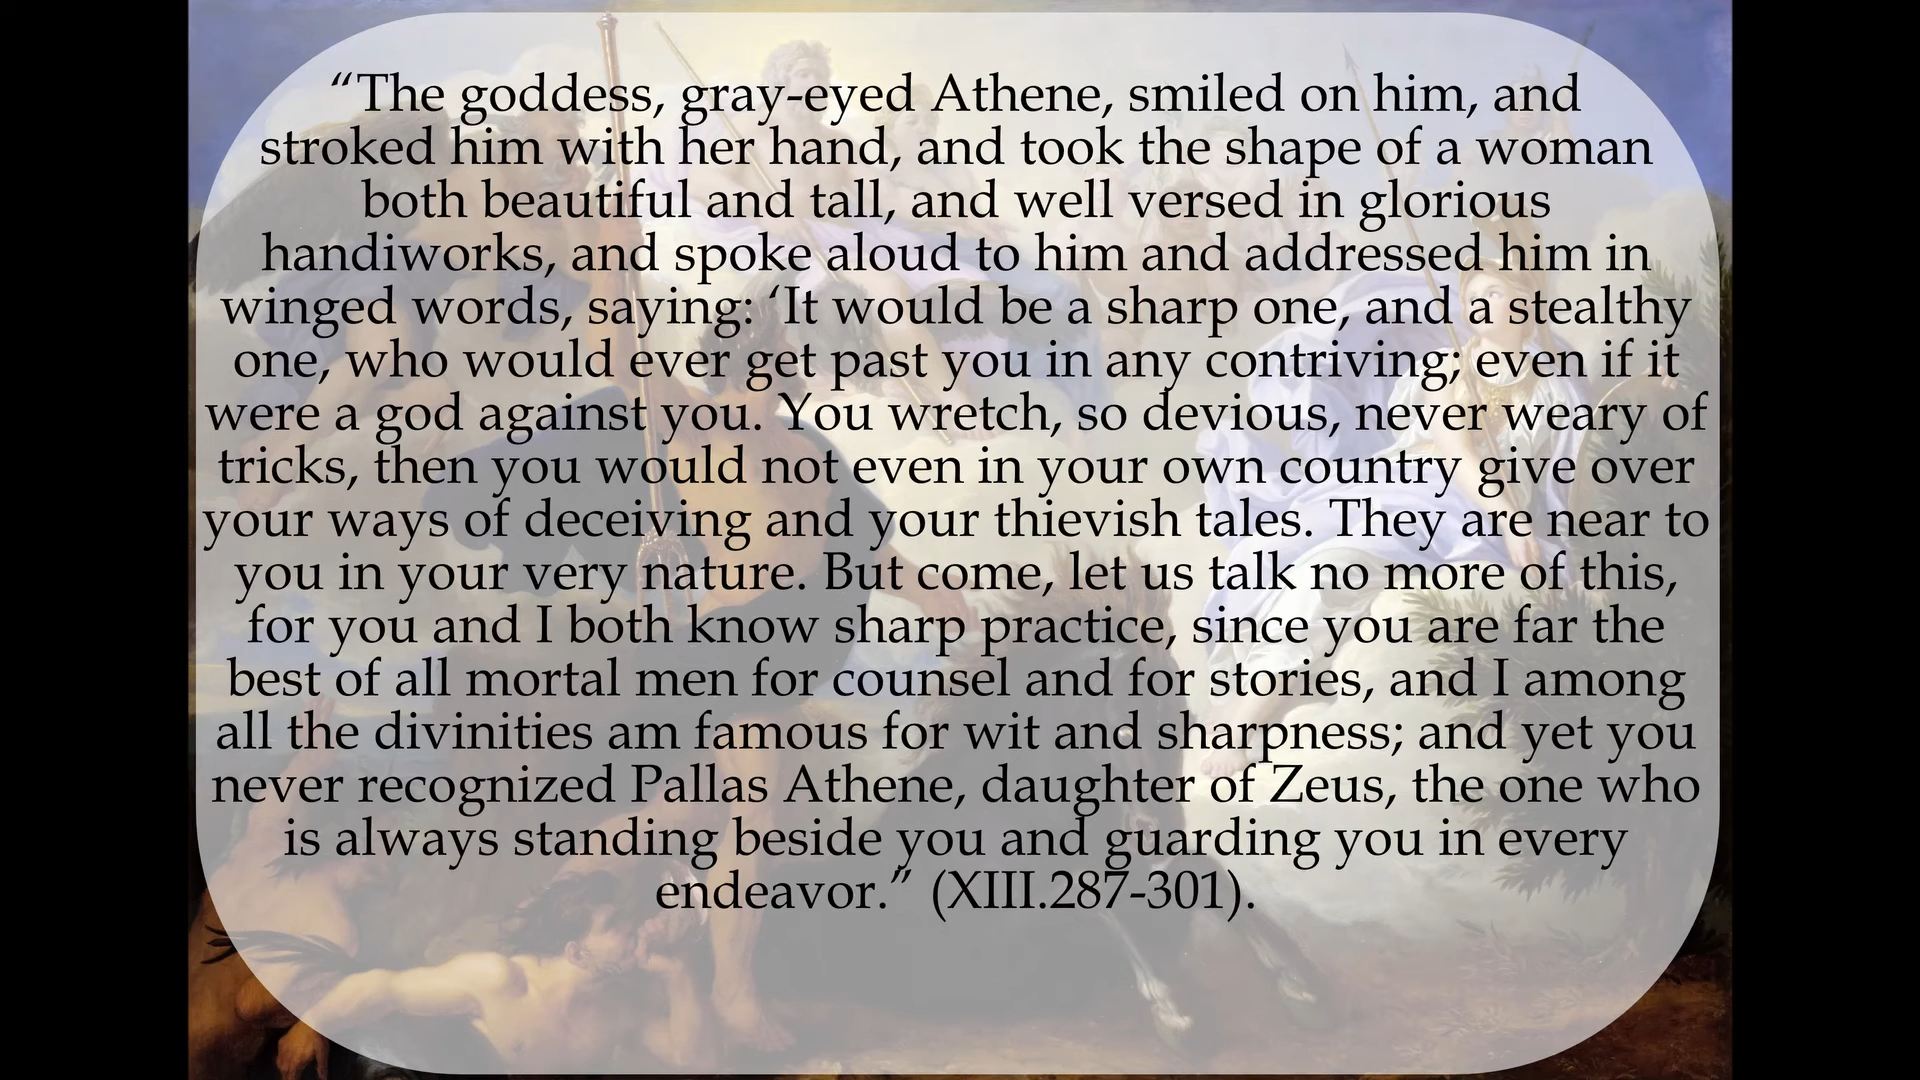 “The goddess, gray-eyed Athene, smiled on him, and
stroked him with her hand, and took the shape of a woman
both beautiful and tall, and well versed in glorious
handiworks, and spoke aloud to him and addressed him in
winged words, saying: ‘It would be a sharp one, and a stealthy
one, who would ever get past you in any contriving; even if it
were a god against you. You wretch, so devious, never weary of
tricks, then you would not even in your own country give over
your ways of deceiving and your thievish tales. They are near to
you in your very nature. But come, let us talk no more of this,
for you and I both know sharp practice, since you are far the
best of all mortal men for counsel and for stories, and I among
all the divinities am famous for wit and sharpness; and yet you
never recognized Pallas Athene, daughter of Zeus, the one who
is always standing beside you and guarding you in every
endeavor.” (XIII.287-301).